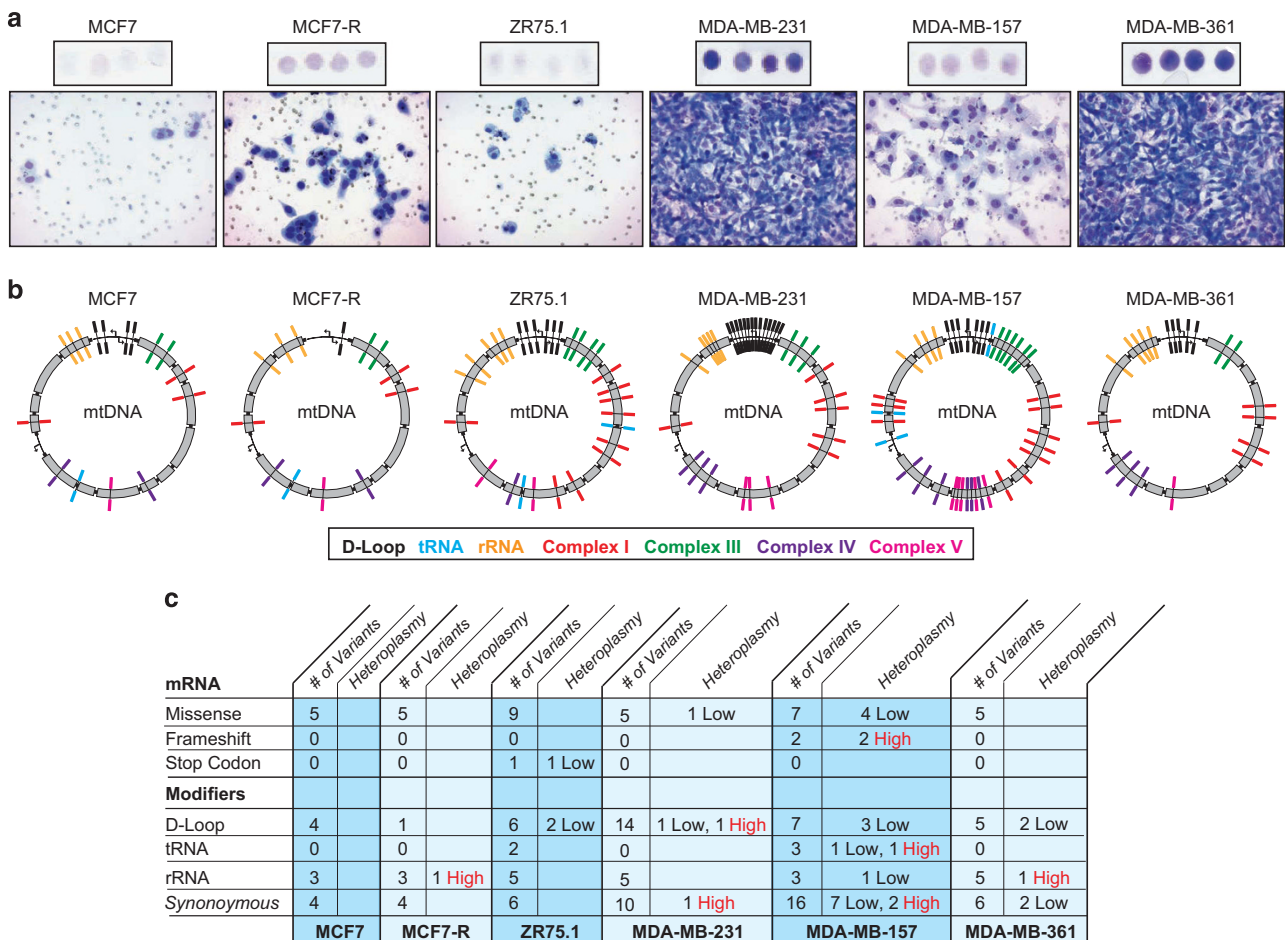 a
MCF7 MCF7-R ZR75.1 MDA-MB-231 MDA-MB-157 MDA-MB-361
b
MCF7 MCF7-R ZR75.1 MDA-MB-231 MDA-MB-157 MDA-MB-361
mtDNA mtDNA mtDNA mtDNA mtDNA mtDNA
D-Loop tRNA rRNA Complex I Complex III Complex IV Complex V
c
# of Variants Heteroplasmy # of Variants Heteroplasmy # of Variants Heteroplasmy # of Variants Heteroplasmy # of Variants Heteroplasmy # of Variants Heteroplasmy
mRNA
Missense 5 5 9 5 1 Low 7 4 Low 5
Frameshift 0 0 0 0 2 2 High 0
Stop Codon 0 0 1 1 Low 0 0 0
Modifiers
D-Loop 4 1 6 2 Low 14 1 Low, 1 High 7 3 Low 5 2 Low
tRNA 0 0 2 0 3 1 Low, 1 High 0
rRNA 3 3 1 High 5 5 3 1 Low 5 1 High
Synonoymous 4 4 6 10 1 High 16 7 Low, 2 High 6 2 Low
MCF7 MCF7-R ZR75.1 MDA-MB-231 MDA-MB-157 MDA-MB-361